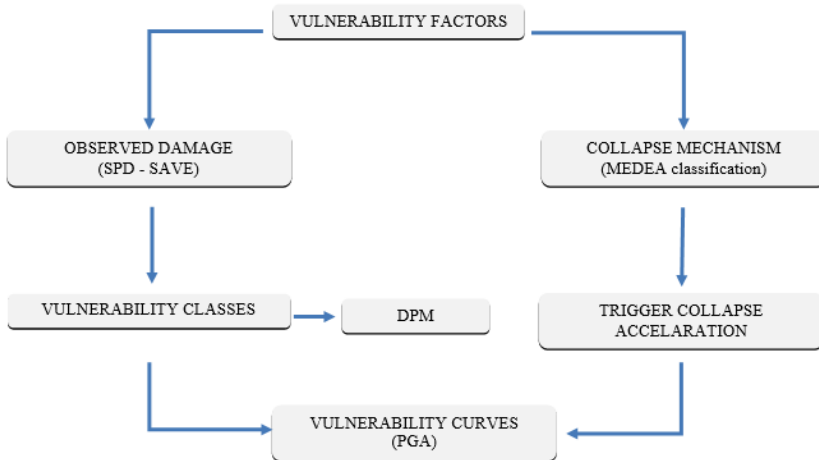 VULNERABILITY FACTORS
OBSERVED DAMAGE
(SPD - SAVE)
COLLAPSE MECHANISM
(MEDEA classification)
VULNERABILITY CLASSES
DPM
TRIGGER COLLAPSE
ACCELARATION
VULNERABILITY CURVES
(PGA)